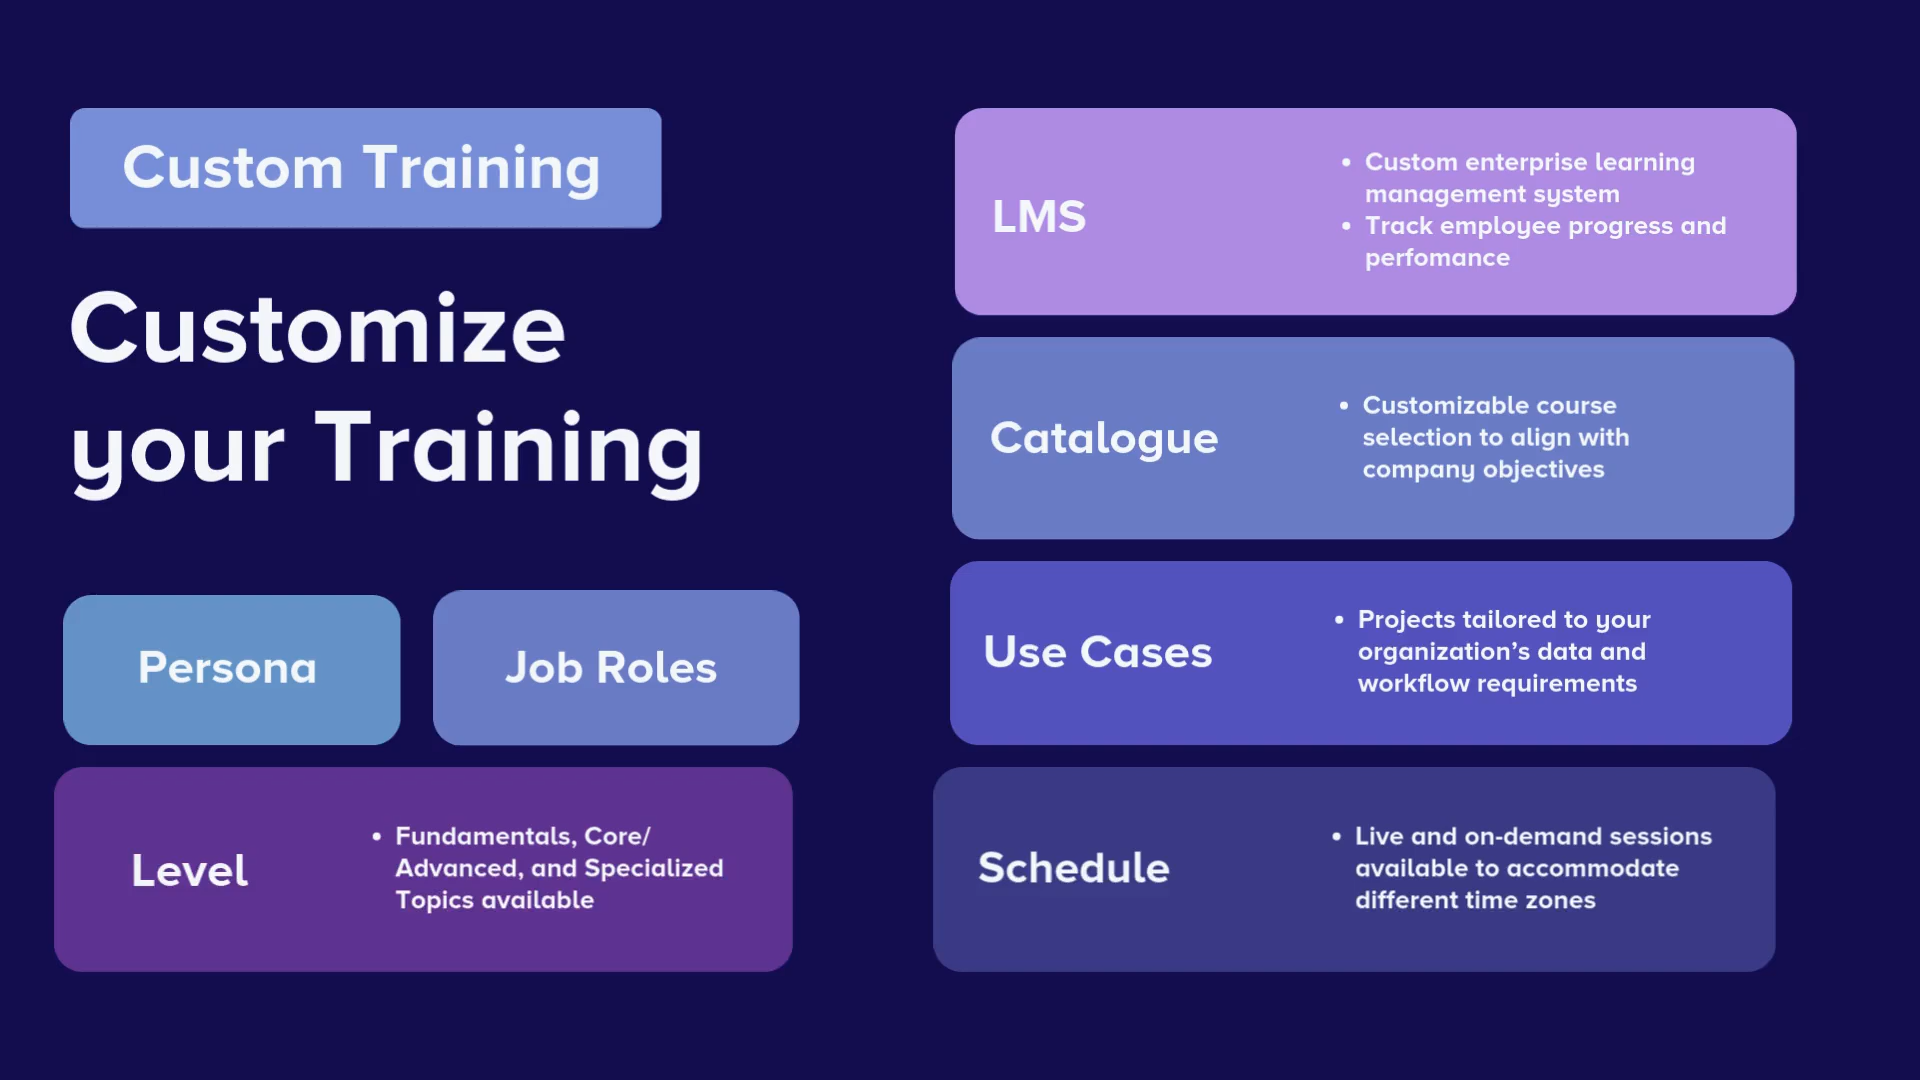 Custom Training
Customize
your Training
Persona
Job Roles
Level
• Fundamentals, Core/
Advanced, and Specialized
Topics available
LMS
• Custom enterprise learning
management system
• Track employee progress and
perfomance
Catalogue
• Customizable course
selection to align with
company objectives
Use Cases
• Projects tailored to your
organization’s data and
workflow requirements
Schedule
• Live and on-demand sessions
available to accommodate
different time zones